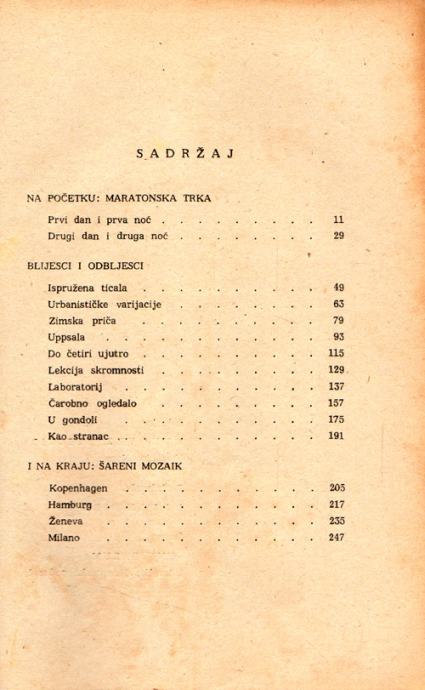 SADRŽAJ
NA POČETKU: MARATONSKA TRKA
Prvi dan i prva noć . . . . . . . . . . 11
Drugi dan i druga noć . . . . . . . . . 29
BLIJESCI I ODBLJESCI
Ispružena ticala . . . . . . . . . . . 49
Urbanističke varijacije . . . . . . . . . 63
Zimska priča . . . . . . . . . . . 79
Uppsala . . . . . . . . . . . . 93
Do četiri ujutro . . . . . . . . . . . 115
Lekcija skromnosti . . . . . . . . . . 129
Laboratorij . . . . . . . . . . . 137
Čarobno ogledalo . . . . . . . . . . 157
U gondoli . . . . . . . . . . . 175
Kao stranac . . . . . . . . . . . 191
I NA KRAJU: ŠARENI MOZAIK
Kopenhagen . . . . . . . . . . . 205
Hamburg . . . . . . . . . . . . 217
Ženeva . . . . . . . . . . . . 235
Milano . . . . . . . . . . . . 247